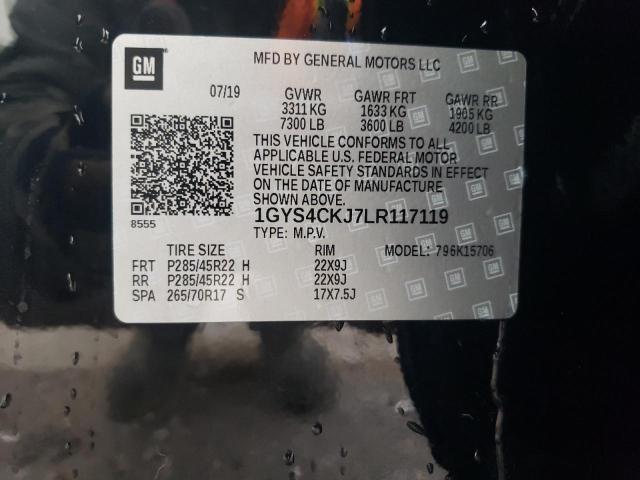 GM
MFD BY GENERAL MOTORS LLC
07/19 GVWR GAWR FRT GAWR RR
3311 KG 1633 KG 1905 KG
7300 LB 3600 LB 4200 LB
THIS VEHICLE CONFORMS TO ALL
APPLICABLE U.S. FEDERAL MOTOR
VEHICLE SAFETY STANDARDS IN EFFECT
ON THE DATE OF MANUFACTURE
SHOWN ABOVE.
8555
1GYS4CKJ7LR117119
TYPE: M.P.V.
TIRE SIZE RIM MODEL: 796K15706
FRT P285/45R22 H 22X9J
RR P285/45R22 H 22X9J
SPA 265/70R17 S 17X7.5J